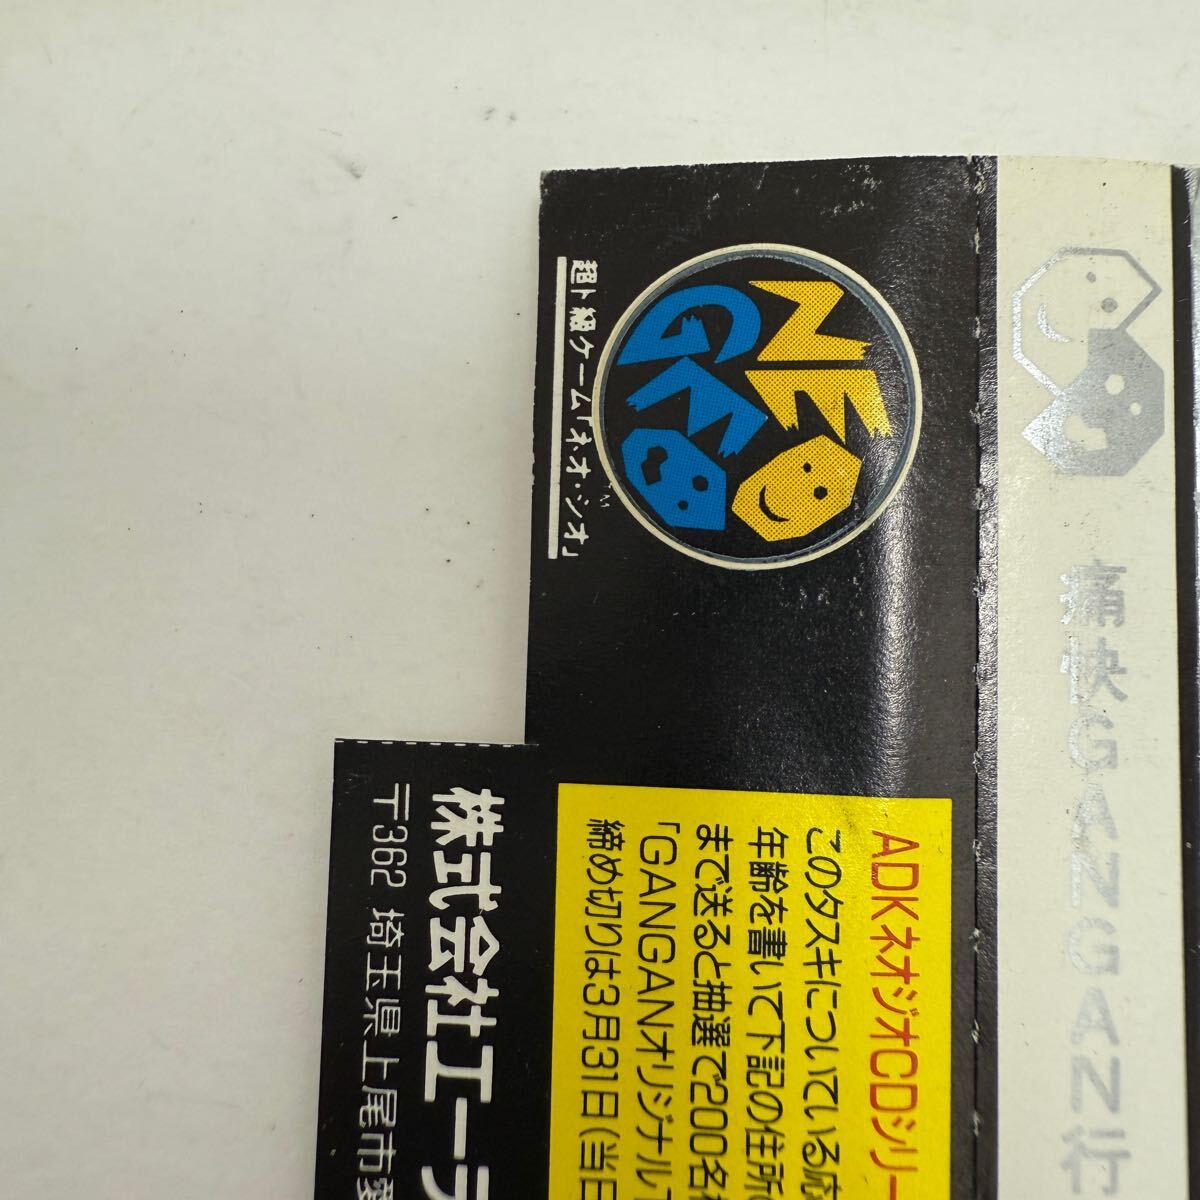 NEO
GEO
超ド級ゲーム「ネオ・ジオ」
TM
痛快GANGAN行
ADKネオジオCDシリー
このタスキについている応
年齢を書いて下記の住所
まで送ると抽選で200名
「GANGANオリジナル
締め切りは3月31日(当日
株式会社エー
〒362 埼玉県上尾市